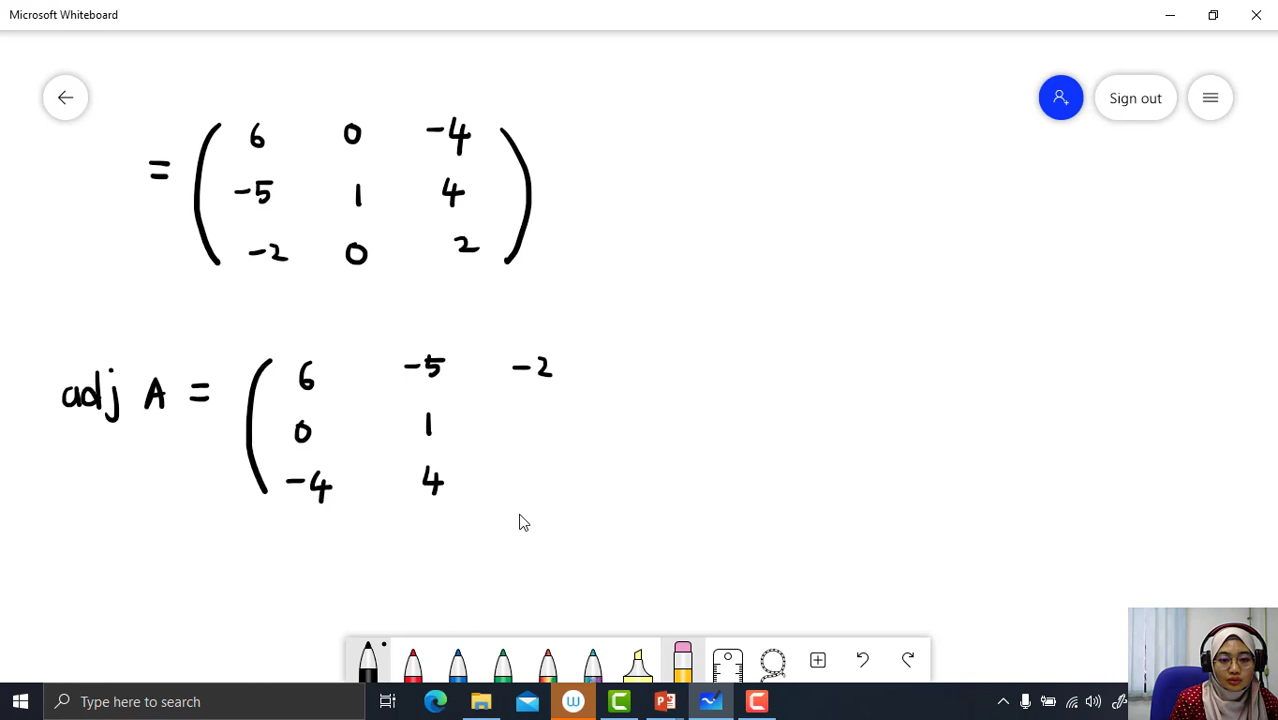 Microsoft Whiteboard
Sign out
6 0 -4
= -5 1 4
-2 0 2
6 -5 -2
adj A = 0 1
-4 4
Type here to search